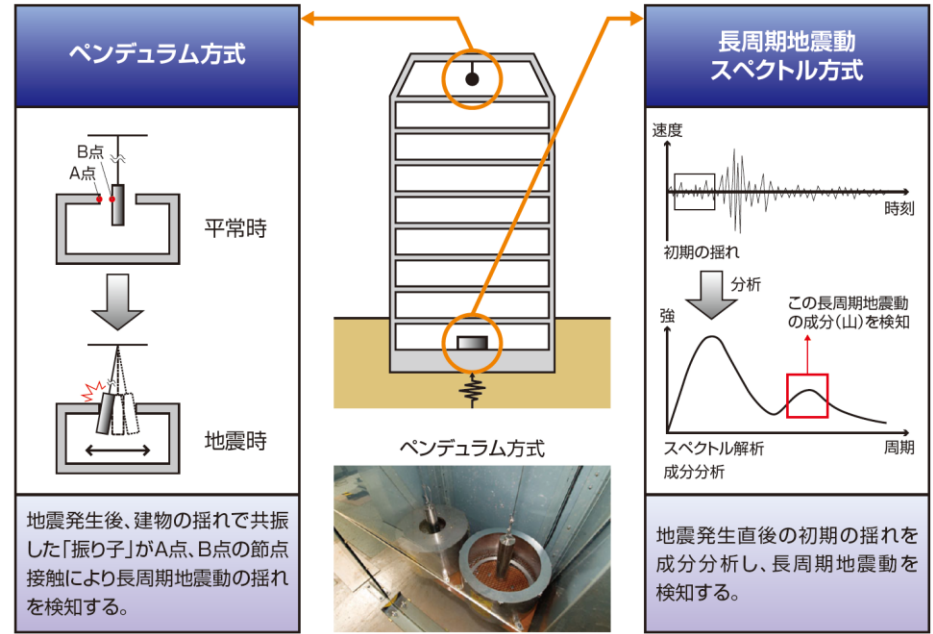 ペンデュラム方式
B点
A点
平常時
地震時
地震発生後、建物の揺れで共振
した「振り子」がA点、B点の節点
接触により長周期地震動の揺れ
を検知する。
ペンデュラム方式
長周期地震動
スペクトル方式
速度
時刻
初期の揺れ
分析
強
この長周期地震動
の成分(山)を検知
スペクトル解析
成分分析
周期
地震発生直後の初期の揺れを
成分分析し、長周期地震動を
検知する。